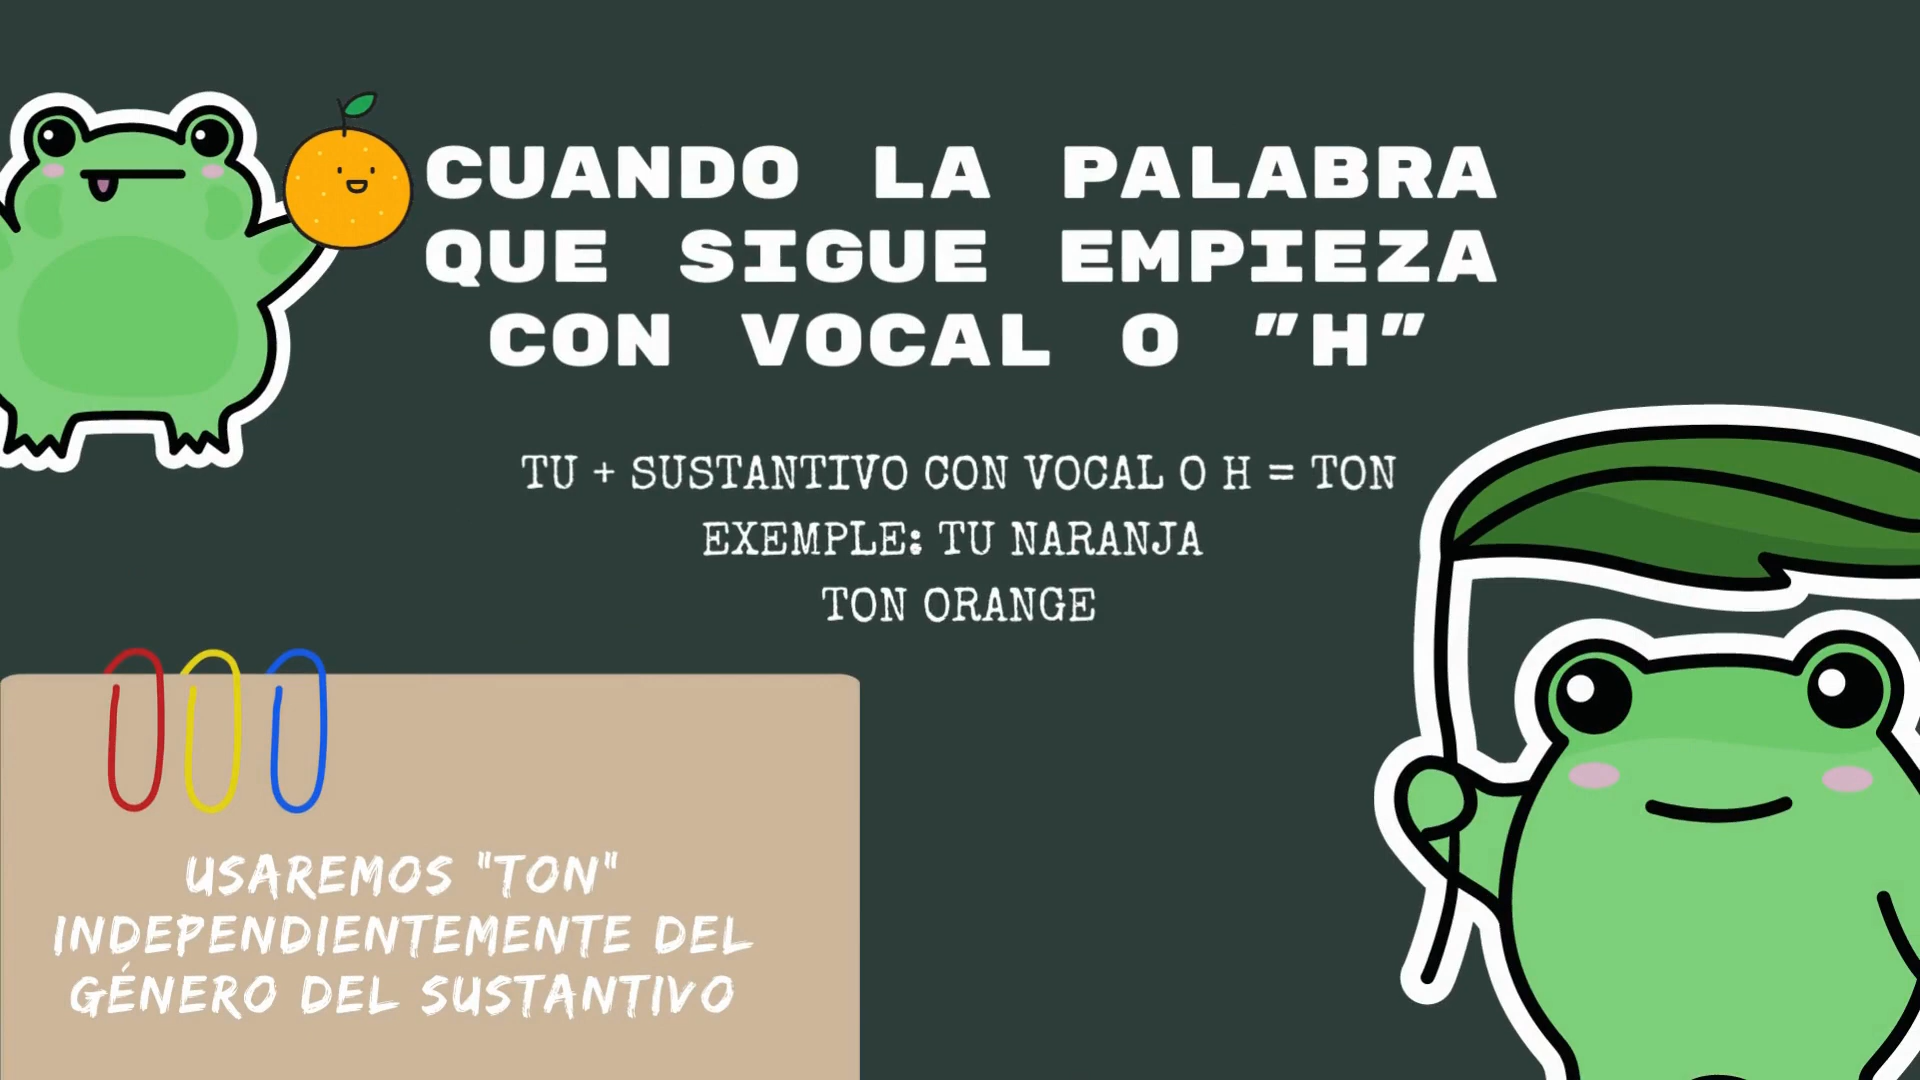 CUANDO LA PALABRA
QUE SIGUE EMPIEZA
CON VOCAL O "H"
TU + SUSTANTIVO CON VOCAL O H = TON
EXEMPLE: TU NARANJA
TON ORANGE
USAREMOS "TON"
INDEPENDIENTEMENTE DEL
GÉNERO DEL SUSTANTIVO